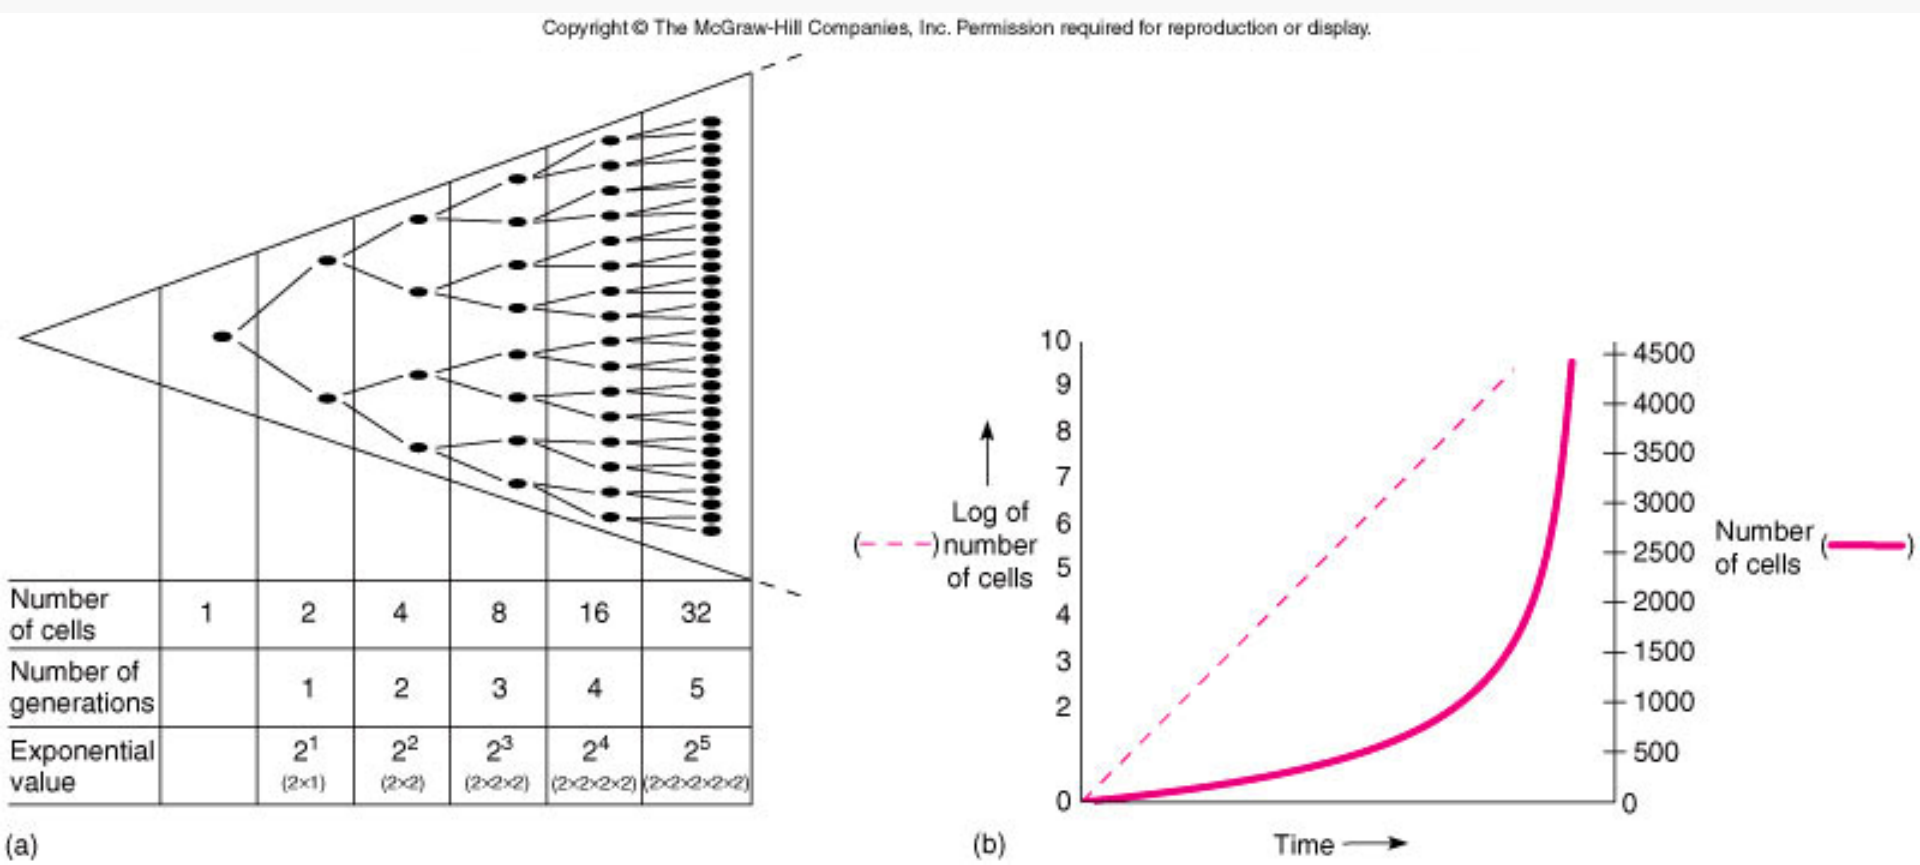 Copyright © The McGraw-Hill Companies, Inc. Permission required for reproduction or display.
Number
of cells
1
2
4
8
16
32
Number of
generations
1
2
3
4
5
Exponential
value
2¹
(2×1)
2²
(2×2)
2³
(2×2×2)
2⁴
(2×2×2×2)
2⁵
(2×2×2×2×2)
(a)
10
9
8
7
6
5
4
3
2
0
Log of
(---)number
of cells
4500
4000
3500
3000
2500
2000
1500
1000
500
0
Number
of cells
Time
(b)